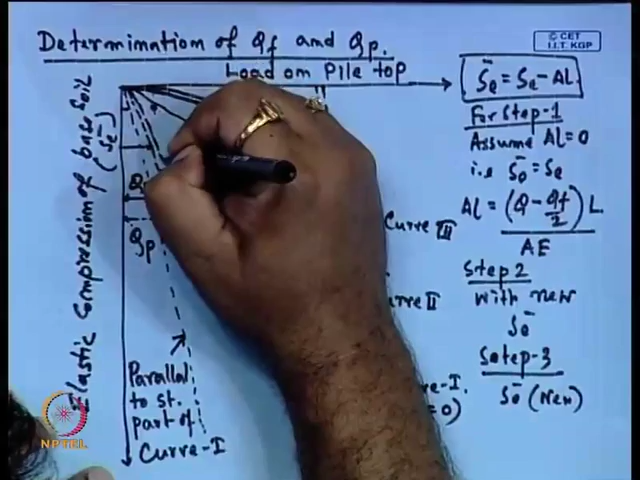 Determination of Qf and Qp.
© CET
I.I.T. KGP
Load on Pile top
Elastic compression of base soil
(S̄e)
Qp
Parallel
to st.
part of
Curve-I
Curve III
Curve II
Curve-I.
= 0)
S̄e = Se - ΔL
For Step-1
Assume ΔL = 0
i.e S̄e = Se
ΔL = (Q - Qf/2) L
AE
Step 2
with new
S̄e
Setep-3
S̄e (New)
NPTEL